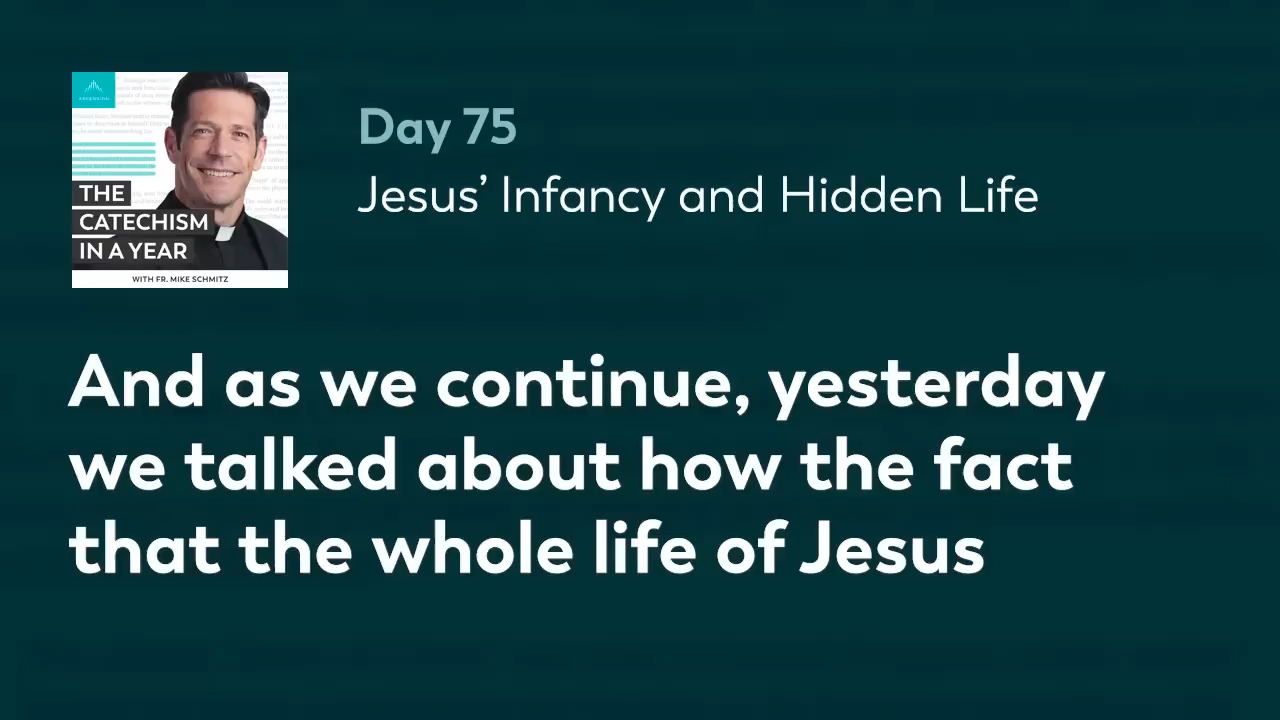 Day 75
Jesus’ Infancy and Hidden Life
THE
CATECHISM
IN A YEAR
WITH FR. MIKE SCHMITZ
And as we continue, yesterday
we talked about how the fact
that the whole life of Jesus